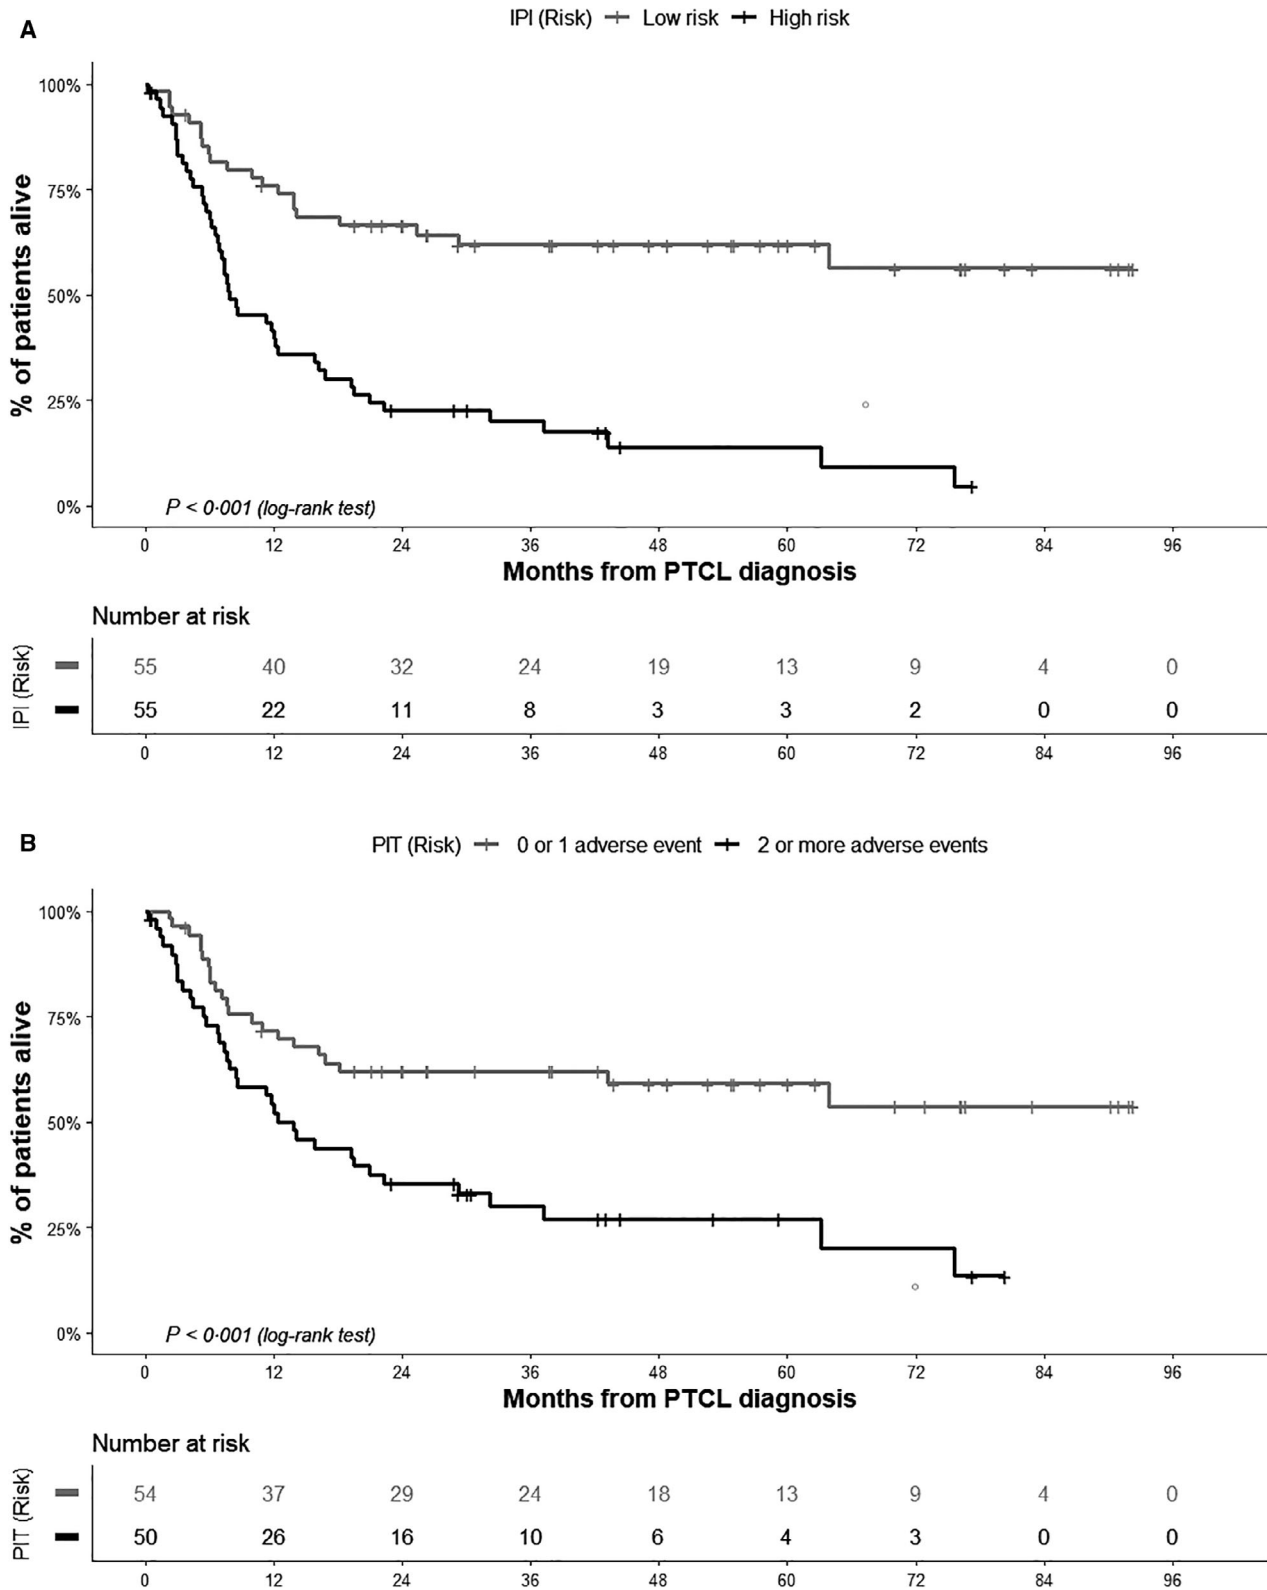 A
IPI (Risk) Low risk High risk
% of patients alive
100%
75%
50%
25%
0%
P < 0·001 (log-rank test)
0 12 24 36 48 60 72 84 96
Months from PTCL diagnosis
Number at risk
IPI (Risk)
55 40 32 24 19 13 9 4 0
55 22 11 8 3 3 2 0 0
0 12 24 36 48 60 72 84 96
B
PIT (Risk) 0 or 1 adverse event 2 or more adverse events
% of patients alive
100%
75%
50%
25%
0%
P < 0·001 (log-rank test)
0 12 24 36 48 60 72 84 96
Months from PTCL diagnosis
Number at risk
PIT (Risk)
54 37 29 24 18 13 9 4 0
50 26 16 10 6 4 3 0 0
0 12 24 36 48 60 72 84 96